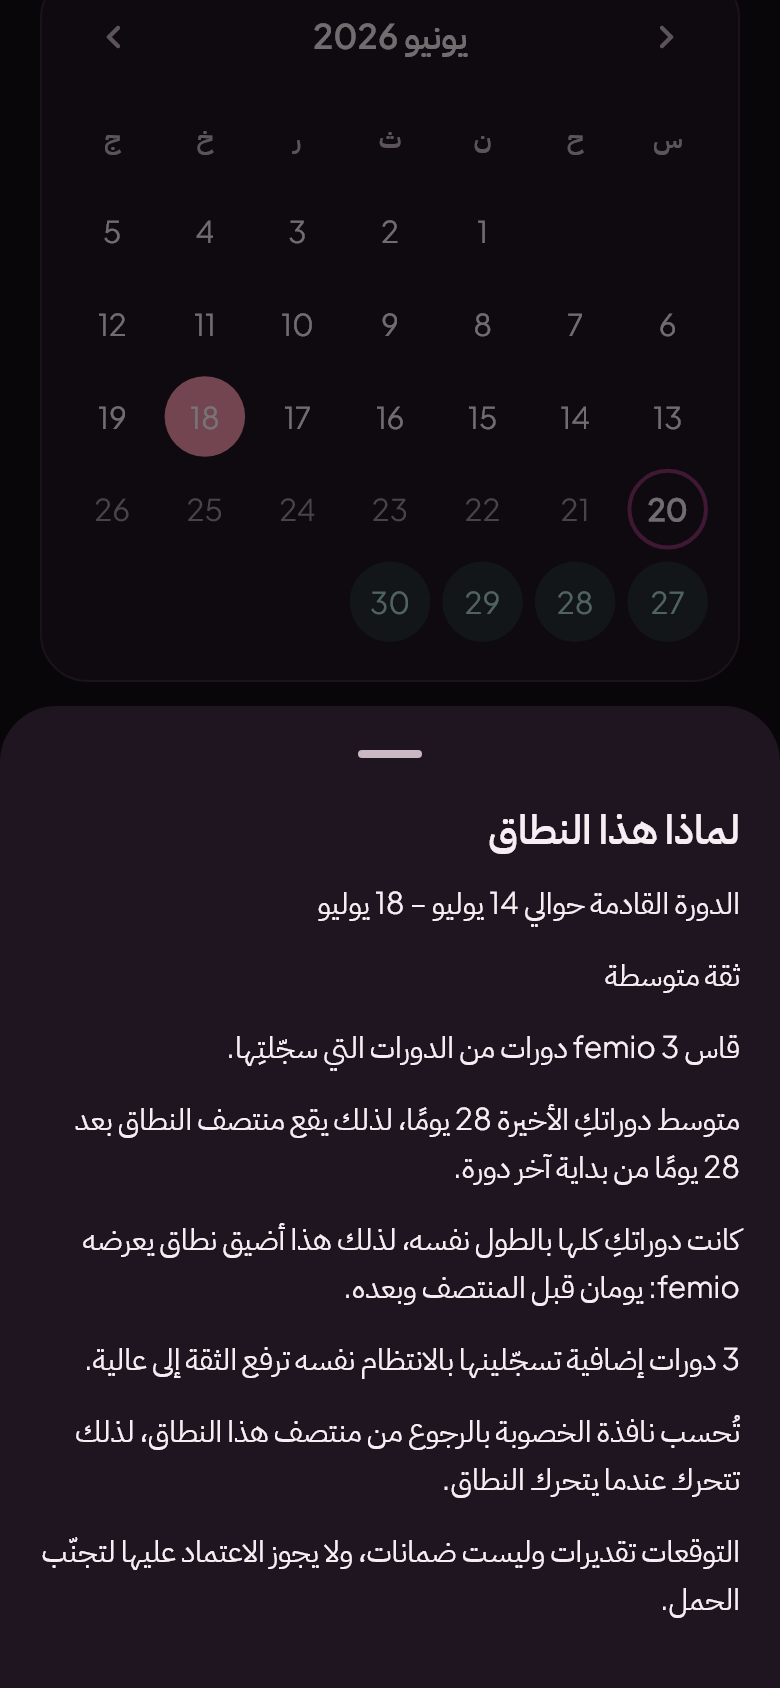 يونيو 2026
س ح ن ث ر خ ج
1 2 3 4 5
6 7 8 9 10 11 12
13 14 15 16 17 18 19
20 21 22 23 24 25 26
27 28 29 30
لماذا هذا النطاق
الدورة القادمة حوالي 14 يوليو – 18 يوليو
ثقة متوسطة
قاس femio 3 دورات من الدورات التي سجّلتِها.
متوسط دوراتكِ الأخيرة 28 يومًا، لذلك يقع منتصف النطاق بعد
28 يومًا من بداية آخر دورة.
كانت دوراتكِ كلها بالطول نفسه، لذلك هذا أضيق نطاق يعرضه
femio: يومان قبل المنتصف وبعده.
3 دورات إضافية تسجّلينها بالانتظام نفسه ترفع الثقة إلى عالية.
تُحسب نافذة الخصوبة بالرجوع من منتصف هذا النطاق، لذلك
تتحرك عندما يتحرك النطاق.
التوقعات تقديرات وليست ضمانات، ولا يجوز الاعتماد عليها لتجنّب
الحمل.